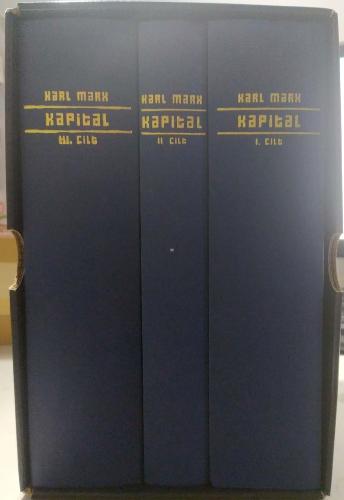 Karl Marx
Kapital
III. Cilt
Karl Marx
Kapital
II Cilt
Karl Marx
Kapital
I. Cilt